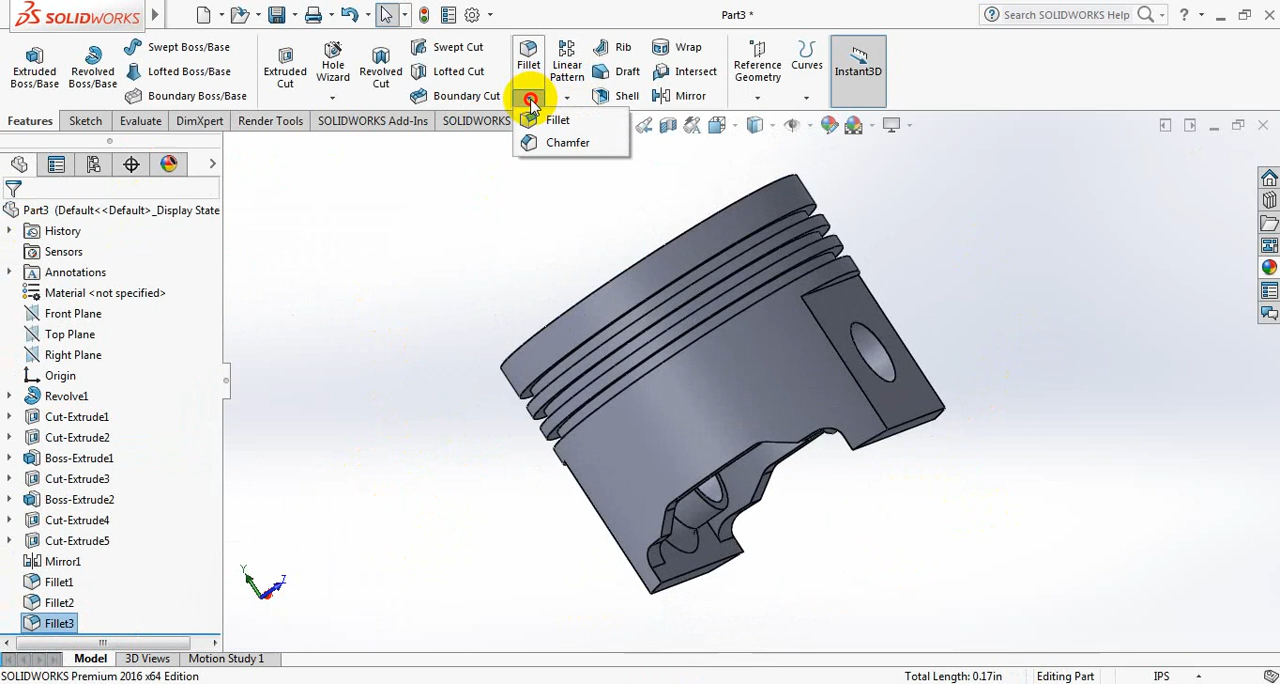 SOLIDWORKS
Part3 *
Search SOLIDWORKS Help
?
Extruded Boss/Base
Revolved Boss/Base
Swept Boss/Base
Lofted Boss/Base
Boundary Boss/Base
Extruded Cut
Hole Wizard
Revolved Cut
Swept Cut
Lofted Cut
Boundary Cut
Fillet
Linear Pattern
Rib
Draft
Shell
Wrap
Intersect
Mirror
Reference Geometry
Curves
Instant3D
Features
Sketch
Evaluate
DimXpert
Render Tools
SOLIDWORKS Add-Ins
SOLIDWORKS
Fillet
Chamfer
Part3 (Default<<Default>_Display State
History
Sensors
Annotations
Material <not specified>
Front Plane
Top Plane
Right Plane
Origin
Revolve1
Cut-Extrude1
Cut-Extrude2
Boss-Extrude1
Cut-Extrude3
Boss-Extrude2
Cut-Extrude4
Cut-Extrude5
Mirror1
Fillet1
Fillet2
Fillet3
Y
Z
Model
3D Views
Motion Study 1
SOLIDWORKS Premium 2016 x64 Edition
Total Length: 0.17in
Editing Part
IPS